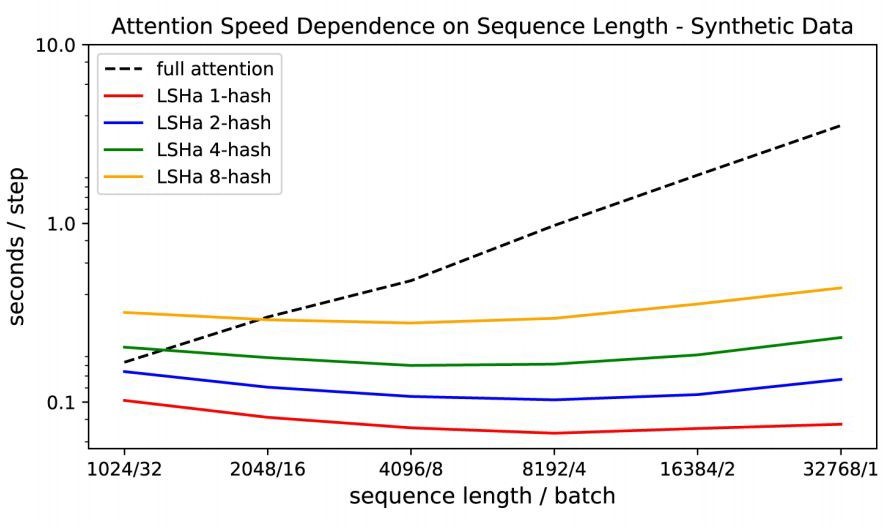 Attention Speed Dependence on Sequence Length - Synthetic Data
10.0
full attention
LSHa 1-hash
LSHa 2-hash
LSHa 4-hash
LSHa 8-hash
seconds / step
1.0
0.1
1024/32 2048/16 4096/8 8192/4 16384/2 32768/1
sequence length / batch